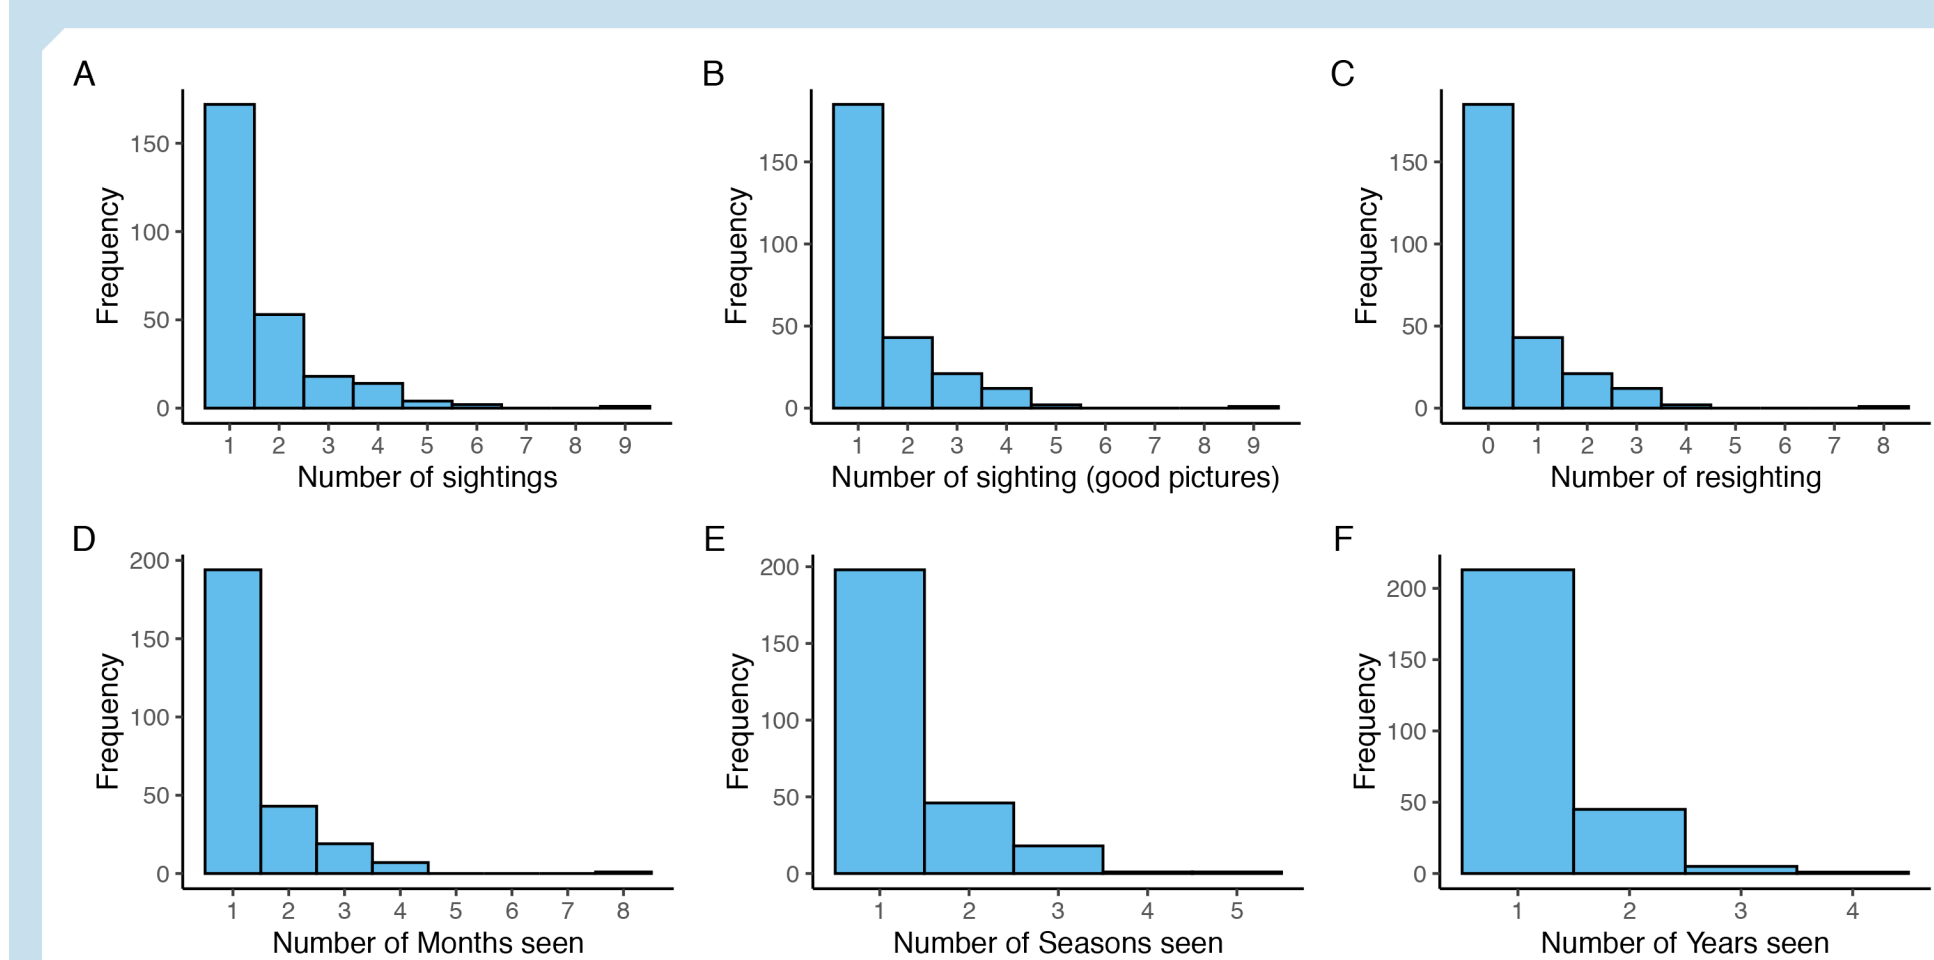 A
B
C
Frequency
150
100
50
0
1 2 3 4 5 6 7 8 9
Number of sightings
Frequency
150
100
50
0
1 2 3 4 5 6 7 8 9
Number of sighting (good pictures)
Frequency
150
100
50
0
0 1 2 3 4 5 6 7 8
Number of resighting
D
E
F
Frequency
200
150
100
50
0
1 2 3 4 5 6 7 8
Number of Months seen
Frequency
200
150
100
50
0
1 2 3 4 5
Number of Seasons seen
Frequency
200
150
100
50
0
1 2 3 4
Number of Years seen